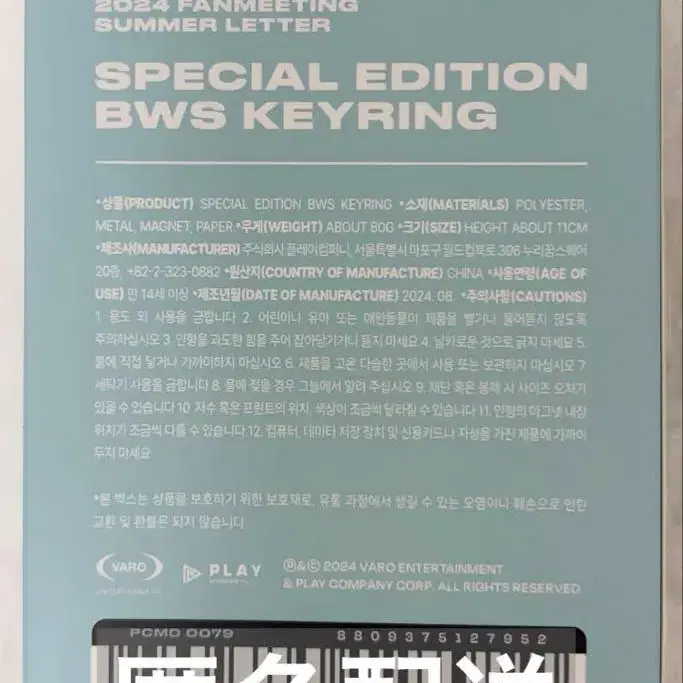 2024 FANMEETING
SUMMER LETTER
SPECIAL EDITION
BWS KEYRING
•상품(PRODUCT) SPECIAL EDITION BWS KEYRING •소재(MATERIALS) POLYESTER,
METAL, MAGNET, PAPER •무게(WEIGHT) ABOUT 80G •크기(SIZE) HEIGHT ABOUT 11CM
•제조사(MANUFACTURER) 주식회사 플레이컴퍼니, 서울특별시 마포구 월드컵북로 396 누리꿈스퀘어
20층, +82-2-323-0882 •원산지(COUNTRY OF MANUFACTURE) CHINA •사용연령(AGE OF
USE) 만 14세 이상 •제조년월(DATE OF MANUFACTURE) 2024. 08. •주의사항(CAUTIONS)
1 용도 외 사용을 금합니다 2. 어린이나 유아 또는 애완동물이 제품을 빨거나 물어뜯지 않도록
주의하십시오 3. 인형을 과도한 힘을 주어 잡아당기거나 뜯지 마세요 4. 날카로운 것으로 긁지 마세요 5.
불에 직접 닿거나 가까이하지 마십시오 6. 제품을 고온 다습한 곳에서 사용 또는 보관하지 마십시오 7
세탁기 사용을 금합니다 8. 물에 젖을 경우 그늘에서 말려 주십시오 9. 재단 혹은 봉제 시 사이즈 오차가
있을 수 있습니다 10. 자수 혹은 프린트의 위치, 색상이 조금씩 달라질 수 있습니다 11. 인형의 마그넷 내장
위치가 조금씩 다를 수 있습니다 12. 컴퓨터, 데이터 저장 장치 및 신용카드나 자성을 가진 제품에 가까이
두지 마세요
•본 박스는 상품을 보호하기 위한 보호재로, 유통 과정에서 생길 수 있는 오염이나 훼손으로 인한
교환 및 환불은 되지 않습니다
VARO
PLAY
Ⓟ&© 2024 VARO ENTERTAINMENT
& PLAY COMPANY CORP. ALL RIGHTS RESERVED
PCMD 0079
8809375127952
匿名配送